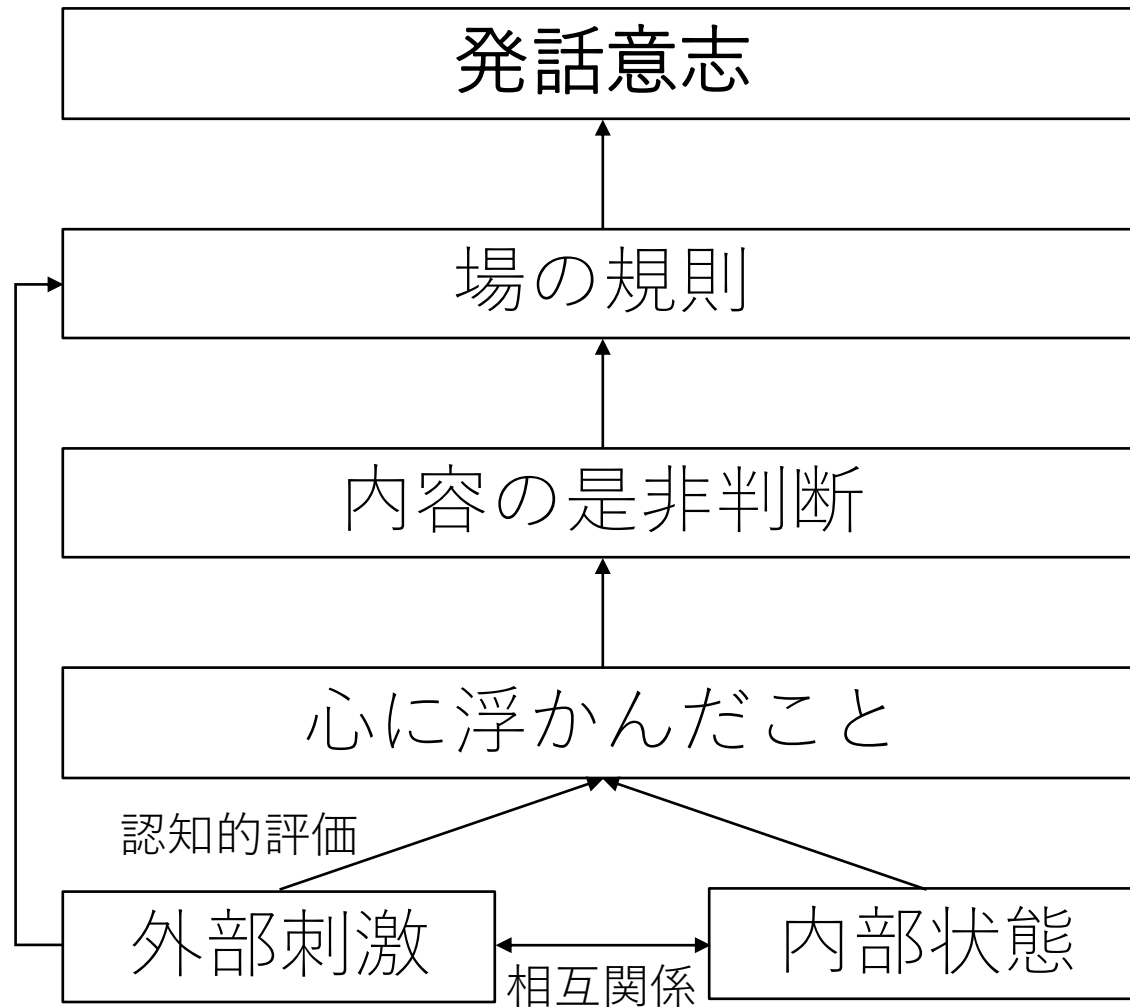 発話意志
場の規則
内容の是非判断
心に浮かんだこと
認知的評価
外部刺激
内部状態
相互関係